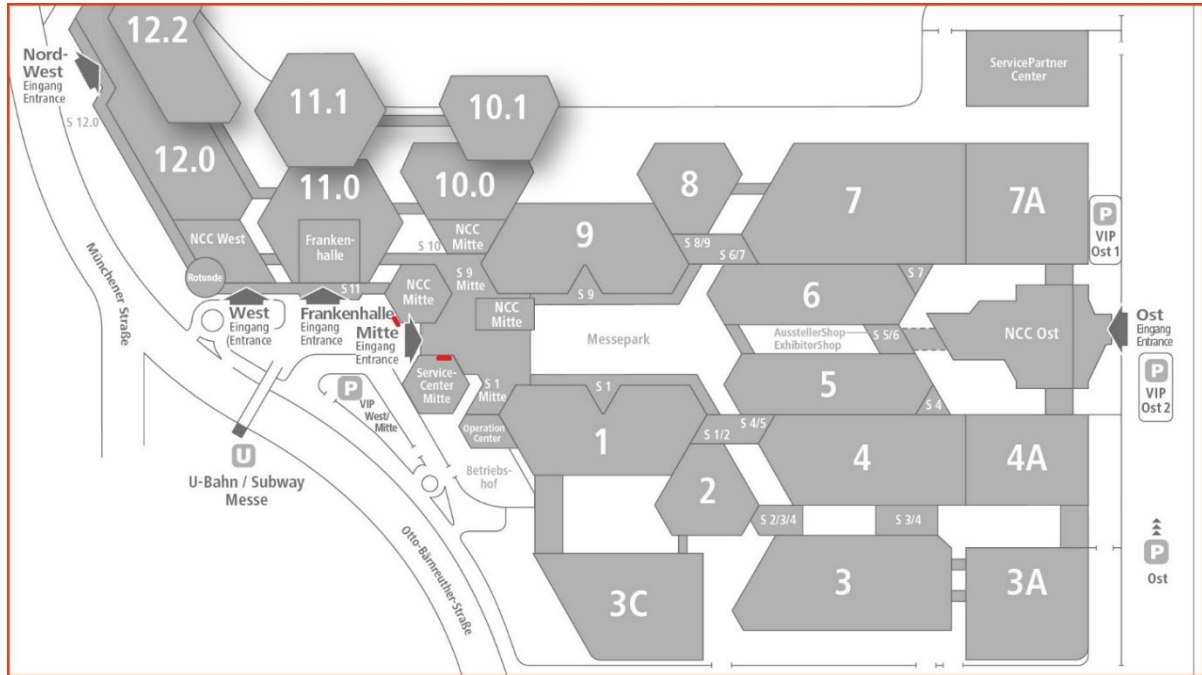 12.2
Nord-
West
Eingang
Entrance
S 12.0
11.1
10.1
ServicePartner
Center
12.0
11.0
10.0
8
7
7A
P
VIP
Ost 1
NCC West
Franken-
halle
NCC
Mitte
S 10
9
S 8/9
S 6/7
Rotunde
S 11
NCC
Mitte
S 9
Mitte
S 9
NCC
Mitte
6
S 7
Münchener Straße
West
Eingang
(Entrance
Frankenhalle
Eingang
Entrance
Mitte
Eingang
Entrance
Messepark
AusstellerShop
ExhibitorShop
S 5/6
NCC Ost
Ost
Eingang
Entrance
P
VIP
Ost 2
Service-
Center
Mitte
S 1
Mitte
S 1
5
S 4
P
VIP
West/
Mitte
Operation
Center
1
S 1/2
S 4/5
4
4A
U
U-Bahn / Subway
Messe
Betriebs-
hof
2
S 2/3/4
S 3/4
Otto-Bärnreuther-Straße
3C
3
3A
P
Ost